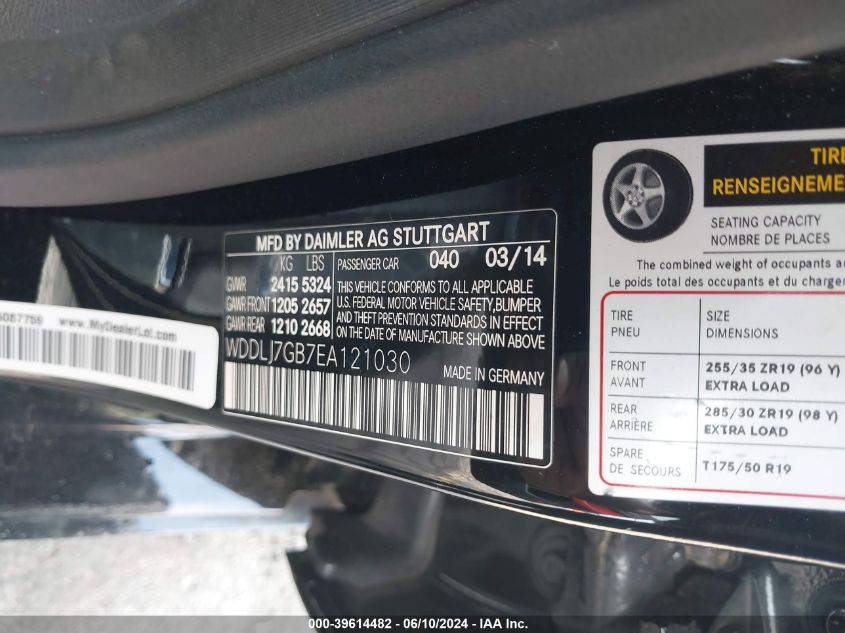 MFD BY DAIMLER AG STUTTGART
KG LBS
GVWR 2415 5324
GAWR FRONT 1205 2657
GAWR REAR 1210 2668
PASSENGER CAR 040 03/14
THIS VEHICLE CONFORMS TO ALL APPLICABLE
U.S. FEDERAL MOTOR VEHICLE SAFETY, BUMPER
AND THEFT PREVENTION STANDARDS IN EFFECT
ON THE DATE OF MANUFACTURE SHOWN ABOVE
WDDLJ7GB7EA121030
MADE IN GERMANY
www.MyDealerLot.com
TIRE
RENSEIGNEME
SEATING CAPACITY
NOMBRE DE PLACES
The combined weight of occupants an
Le poids total des occupants et du charge
TIRE
PNEU
SIZE
DIMENSIONS
FRONT
AVANT
255/35 ZR19 (96 Y)
EXTRA LOAD
REAR
ARRIÈRE
285/30 ZR19 (98 Y)
EXTRA LOAD
SPARE
DE SECOURS
T175/50 R19
000-39614482 - 06/10/2024 - IAA Inc.